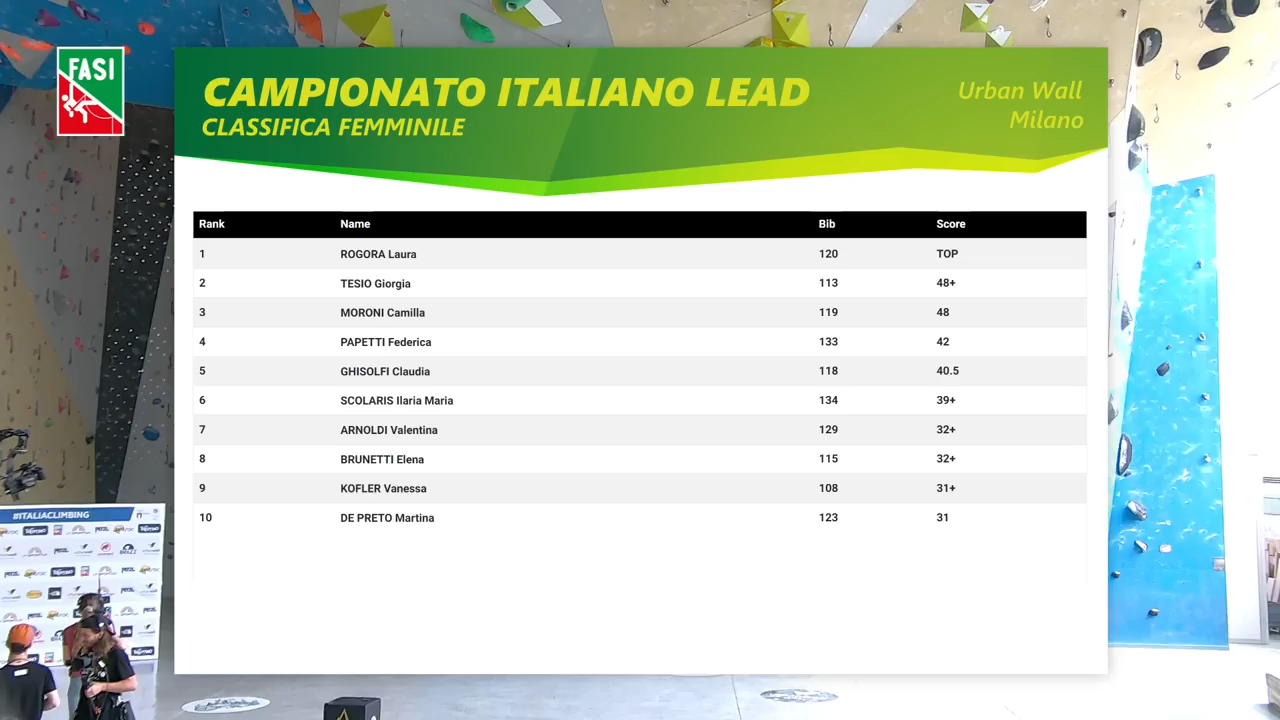 FASI
CAMPIONATO ITALIANO LEAD
CLASSIFICA FEMMINILE
Urban Wall
Milano
Rank Name Bib Score
1 ROGORA Laura 120 TOP
2 TESIO Giorgia 113 48+
3 MORONI Camilla 119 48
4 PAPETTI Federica 133 42
5 GHISOLFI Claudia 118 40.5
6 SCOLARIS Ilaria Maria 134 39+
7 ARNOLDI Valentina 129 32+
8 BRUNETTI Elena 115 32+
9 KOFLER Vanessa 108 31+
10 DE PRETO Martina 123 31
#ITALIACLIMBING